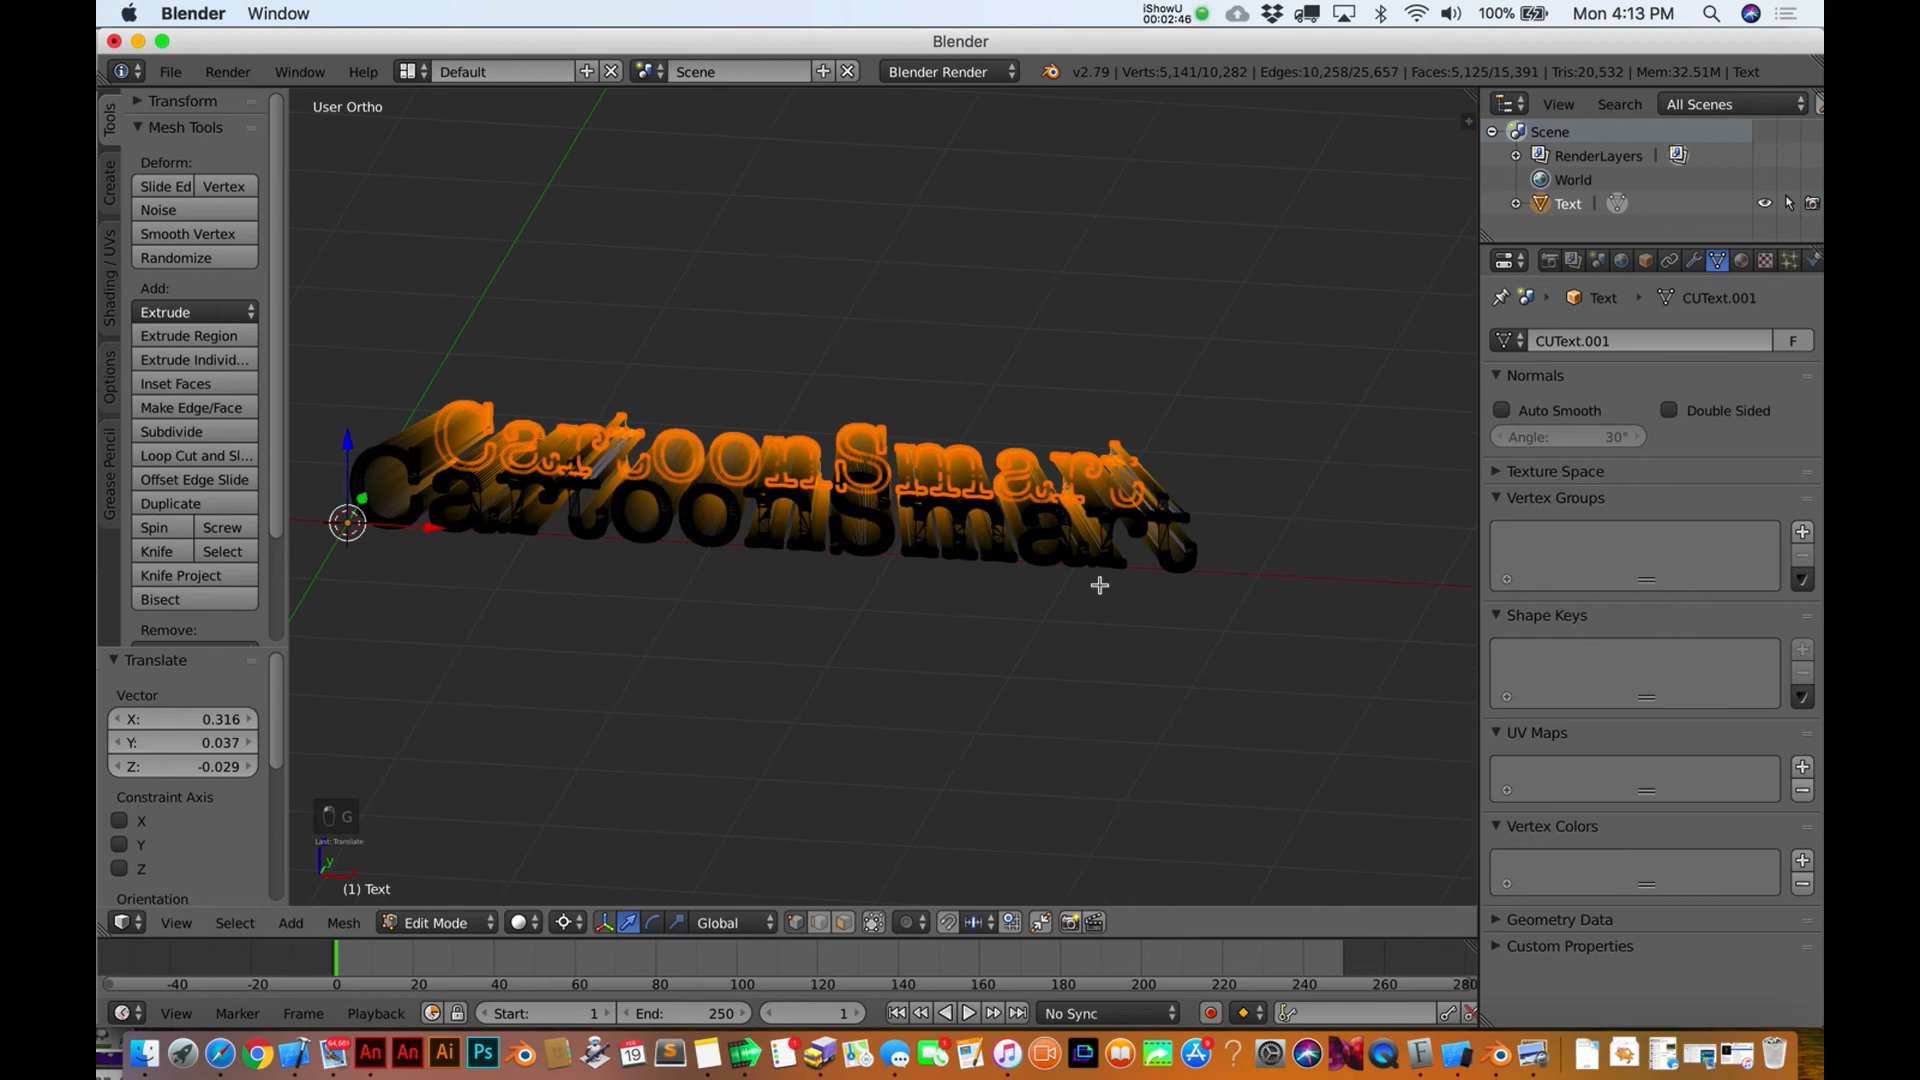 Blender Window
iShowU
00:02:46
100%
Mon 4:13 PM
Blender
File Render Window Help
Default
Scene
Blender Render
v2.79 | Verts:5,141/10,282 | Edges:10,258/25,657 | Faces:5,125/15,391 | Tris:20,532 | Mem:32.51M | Text
Tools
Create
Shading / UVs
Options
Grease Pencil
Transform
Mesh Tools
Deform:
Slide Ed Vertex
Noise
Smooth Vertex
Randomize
Add:
Extrude
Extrude Region
Extrude Individ...
Inset Faces
Make Edge/Face
Subdivide
Loop Cut and Sl...
Offset Edge Slide
Duplicate
Spin Screw
Knife Select
Knife Project
Bisect
Remove:
Translate
Vector
X: 0.316
Y: 0.037
Z: -0.029
Constraint Axis
X
Y
Z
Orientation
User Ortho
CartoonSmart
CartoonSmart
G
Last: Translate
y
(1) Text
View Search All Scenes
Scene
RenderLayers
World
Text
Text CUText.001
CUText.001 F
Normals
Auto Smooth Double Sided
Angle: 30°
Texture Space
Vertex Groups
Shape Keys
UV Maps
Vertex Colors
Geometry Data
Custom Properties
View Select Add Mesh Edit Mode Global
-40 -20 0 20 40 60 80 100 120 140 160 180 200 220 240 260 280
View Marker Frame Playback Start: 1 End: 250 1 No Sync
64,681
An An Ai Ps
19
S